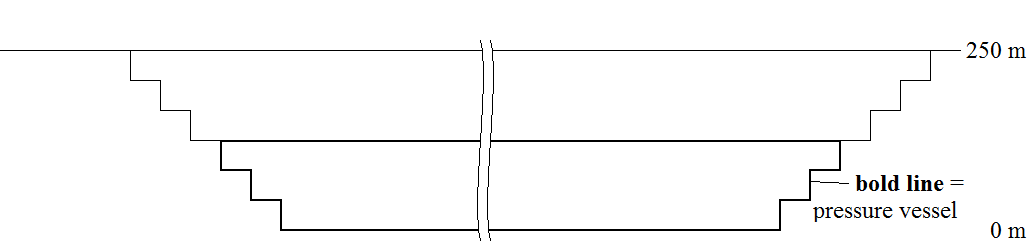 250 m
bold line =
pressure vessel
0 m